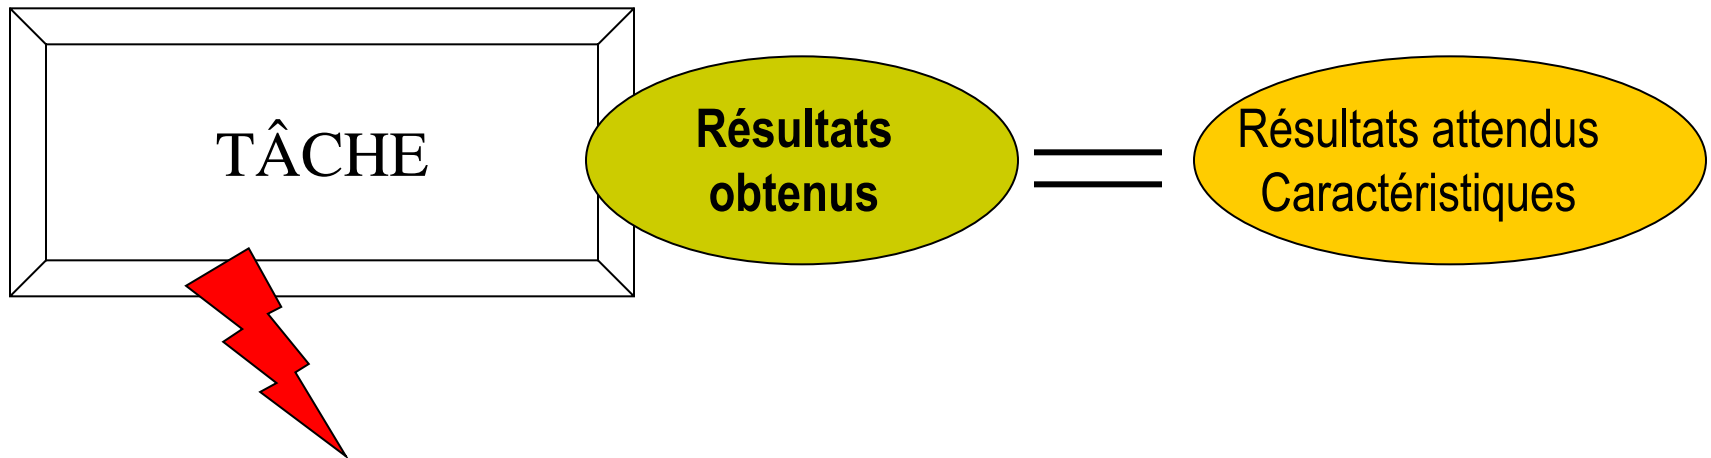 TÂCHE
Résultats
obtenus
Résultats attendus
Caractéristiques